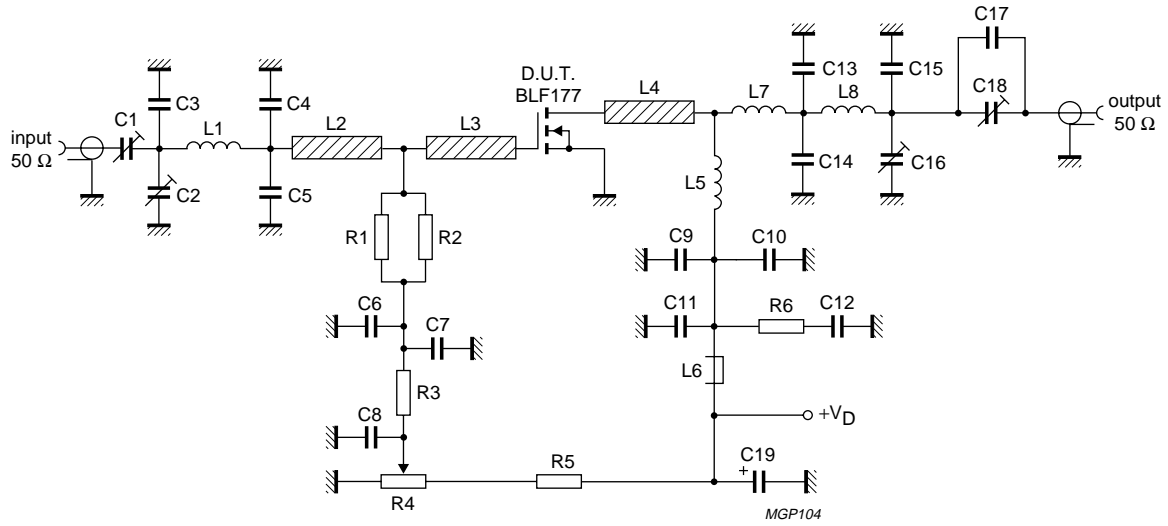 C17
C3
C4
D.U.T.
BLF177
L4
C13
C15
L7
L8
C18
input
50 Ω
C1
L1
L2
L3
output
50 Ω
C2
C5
C14
C16
L5
R1
R2
C9
C10
C6
C7
C11
R6
C12
L6
R3
C8
+VD
R4
R5
C19
+
MGP104